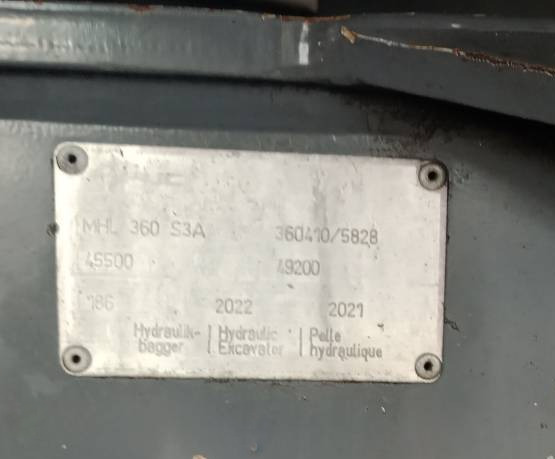 MHL 360 S3A 360410/5828
45500 49200
186 2022 2021
Hydraulik- | Hydraulic | Pelle
bagger | Excavator | hydraulique